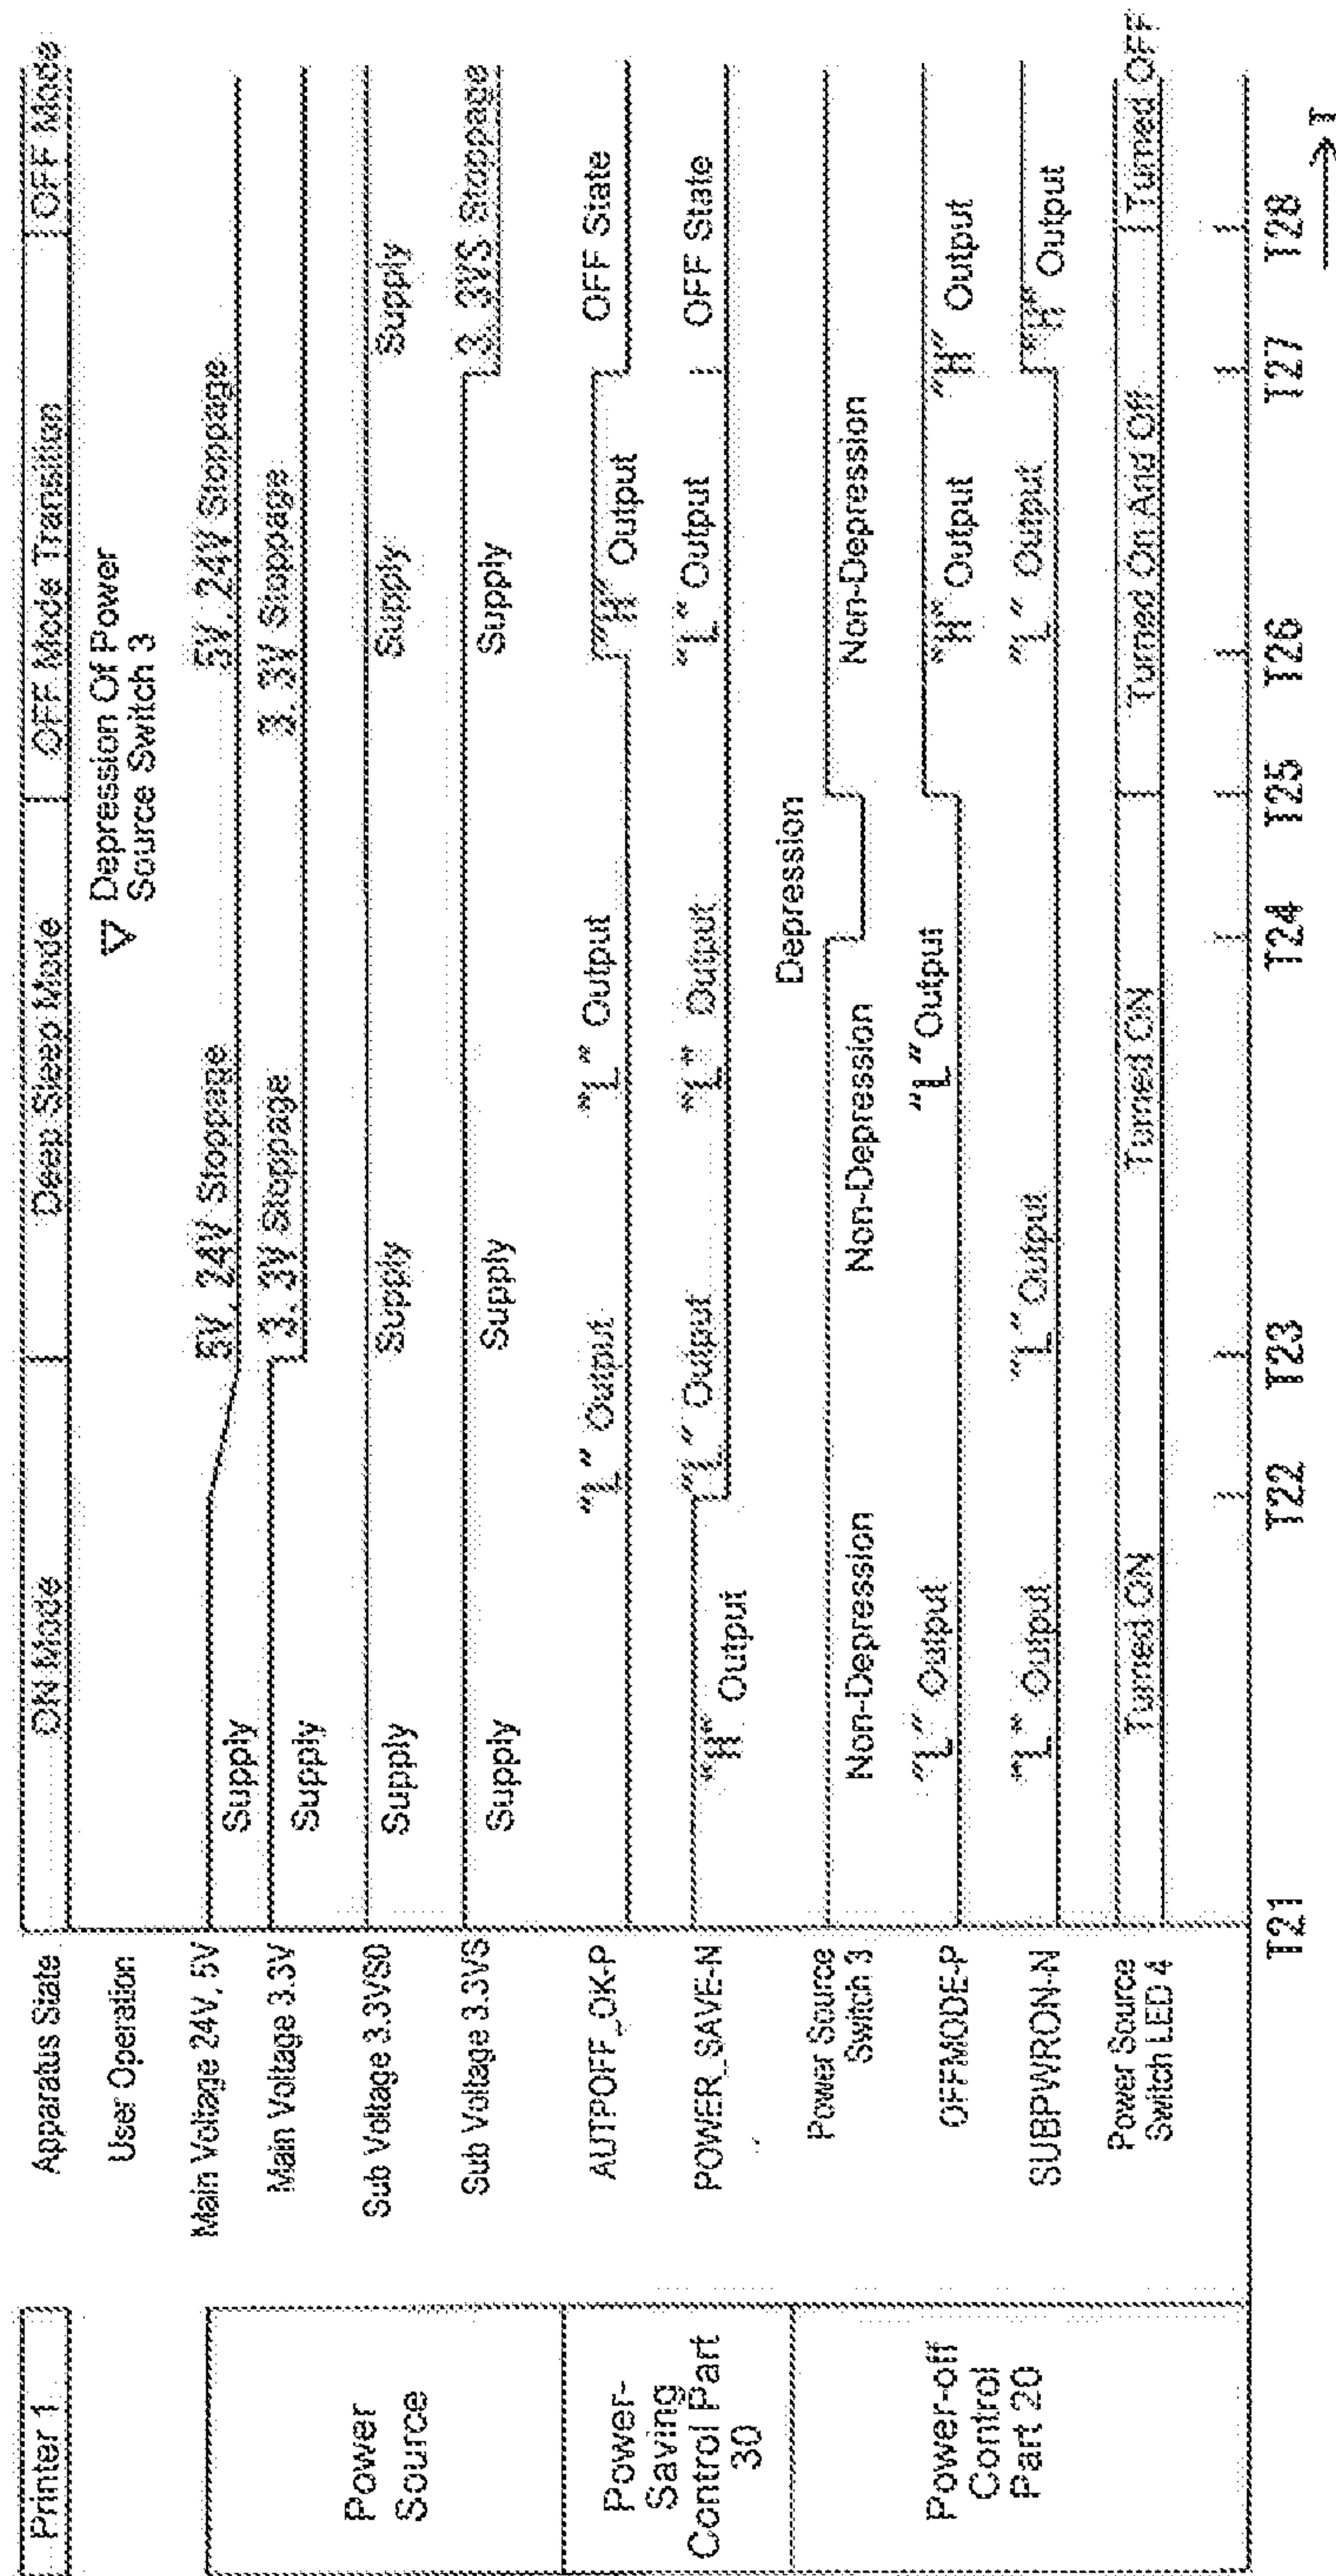 Printer 1
Apparatus State
ON Mode
Deep Sleep Mode
OFF Mode Transition
OFF Mode
User Operation
▽ Depression Of Power
Source Switch 3
Power
Source
Main Voltage 24V, 5V
Supply
5V, 24V Stoppage
5V, 24V Stoppage
Main Voltage 3.3V
Supply
3. 3V Stoppage
3. 3V Stoppage
Sub Voltage 3.3VS0
Supply
Supply
Supply
Supply
Sub Voltage 3.3VS
Supply
Supply
Supply
3. 3VS Stoppage
Power-
Saving
Control Part
30
AUTPOFF_OK-P
"L" Output
"L" Output
"H" Output
OFF State
POWER_SAVE-N
"H" Output
"L" Output
"L" Output
"L" Output
OFF State
Power-off
Control
Part 20
Power Source
Switch 3
Non-Depression
Non-Depression
Depression
Non-Depression
OFFMODE-P
"L" Output
"L" Output
"H" Output
"H" Output
SUBPWRON-N
"L" Output
"L" Output
"L" Output
"H" Output
Power Source
Switch LED 4
Turned ON
Turned ON
Turned On And Off
Turned OFF
T21 T22 T23 T24 T25 T26 T27 T28
T